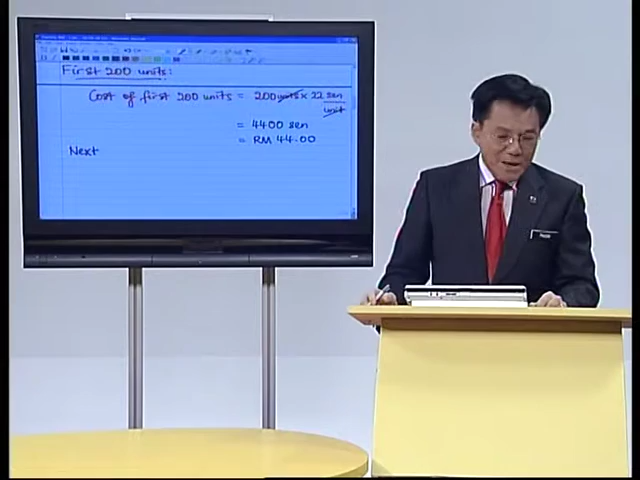 First 200 units:
Cost of first 200 units = 200 units × 22 sen/unit
= 4400 sen
= RM 44.00
Next